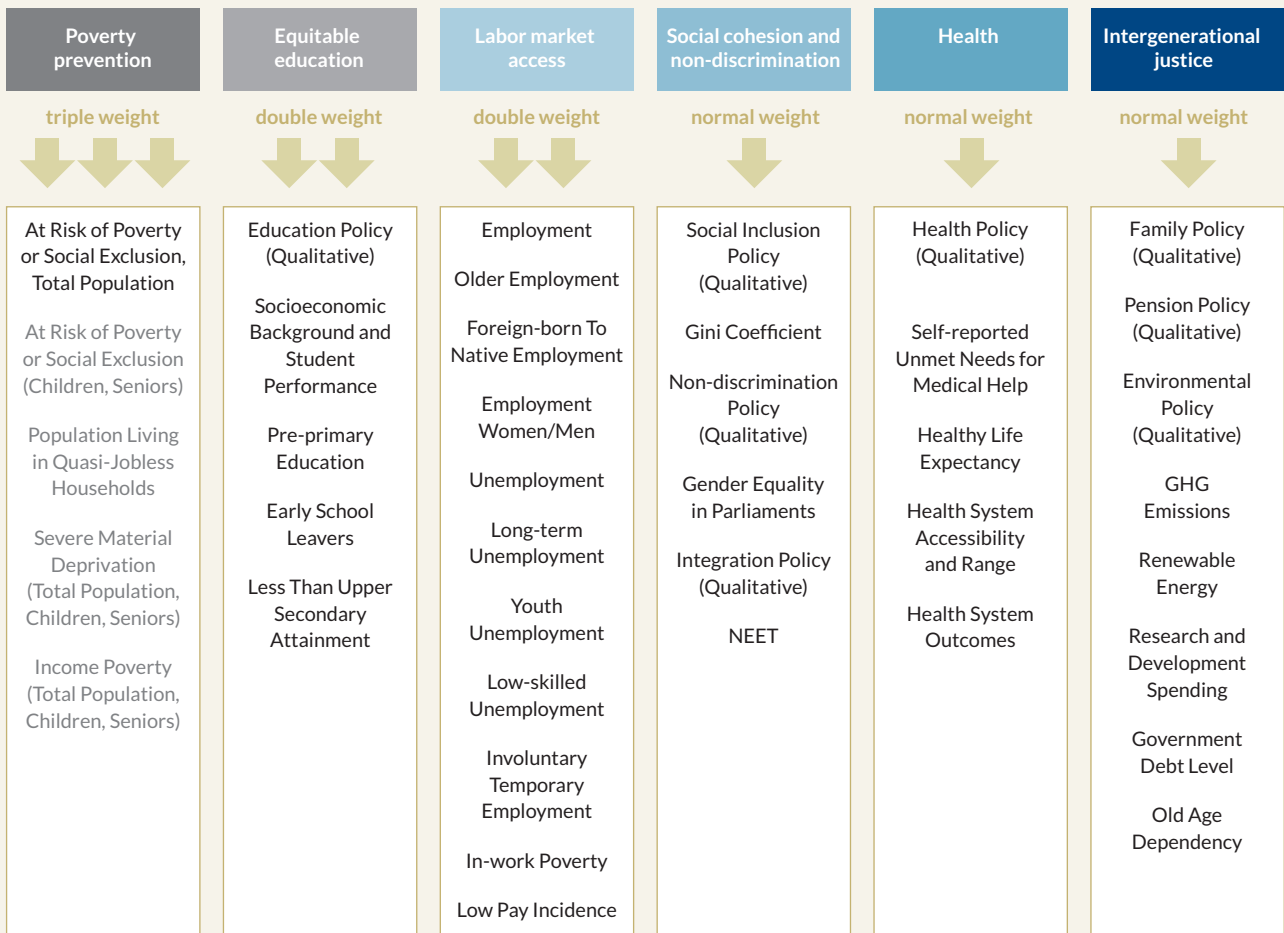 Poverty
prevention
triple weight
At Risk of Poverty
or Social Exclusion,
Total Population
At Risk of Poverty
or Social Exclusion
(Children, Seniors)
Population Living
in Quasi-Jobless
Households
Severe Material
Deprivation
(Total Population,
Children, Seniors)
Income Poverty
(Total Population,
Children, Seniors)
Equitable
education
double weight
Education Policy
(Qualitative)
Socioeconomic
Background and
Student
Performance
Pre-primary
Education
Early School
Leavers
Less Than Upper
Secondary
Attainment
Labor market
access
double weight
Employment
Older Employment
Foreign-born To
Native Employment
Employment
Women/Men
Unemployment
Long-term
Unemployment
Youth
Unemployment
Low-skilled
Unemployment
Involuntary
Temporary
Employment
In-work Poverty
Low Pay Incidence
Social cohesion and
non-discrimination
normal weight
Social Inclusion
Policy
(Qualitative)
Gini Coefficient
Non-discrimination
Policy
(Qualitative)
Gender Equality
in Parliaments
Integration Policy
(Qualitative)
NEET
Health
normal weight
Health Policy
(Qualitative)
Self-reported
Unmet Needs for
Medical Help
Healthy Life
Expectancy
Health System
Accessibility
and Range
Health System
Outcomes
Intergenerational
justice
normal weight
Family Policy
(Qualitative)
Pension Policy
(Qualitative)
Environmental
Policy
(Qualitative)
GHG
Emissions
Renewable
Energy
Research and
Development
Spending
Government
Debt Level
Old Age
Dependency